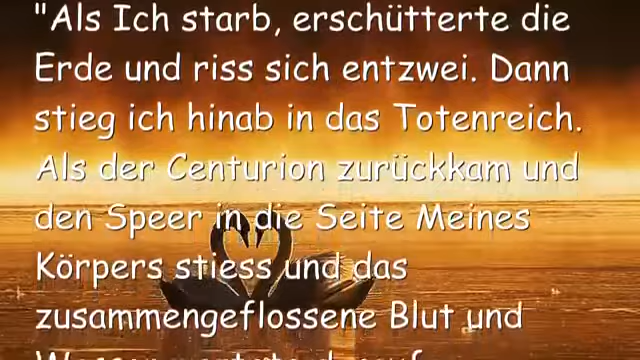 "Als Ich starb, erschütterte die
Erde und riss sich entzwei. Dann
stieg ich hinab in das Totenreich.
Als der Centurion zurückkam und
den Speer in die Seite Meines
Körpers stiess und das
zusammengeflossene Blut und